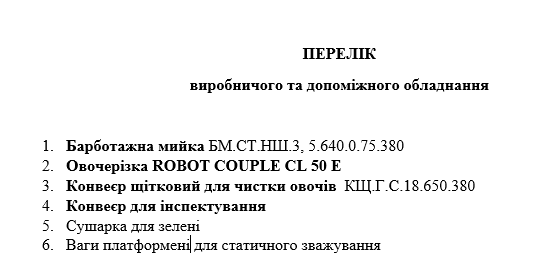 ПЕРЕЛІК
виробничого та допоміжного обладнання
1. Барботажна мийка БМ.СТ.НШ.3, 5.640.0.75.380
2. Овочерізка ROBOT COUPLE CL 50 E
3. Конвеєр щітковий для чистки овочів КЩ.Г.С.18.650.380
4. Конвеєр для інспектування
5. Сушарка для зелені
6. Ваги платформені для статичного зважування